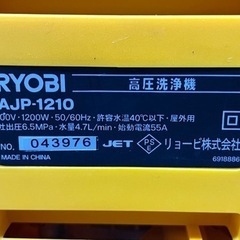 RYOBI 高圧洗浄機
AJP-1210
00V・1200W・50/60Hz・許容水温40℃以下・屋外用
吐出圧力6.5MPa・水量4.7L/min・始動電流55A
NO. 043976 JET PSE リョービ株式会社
MADE IN CHINA 6918886